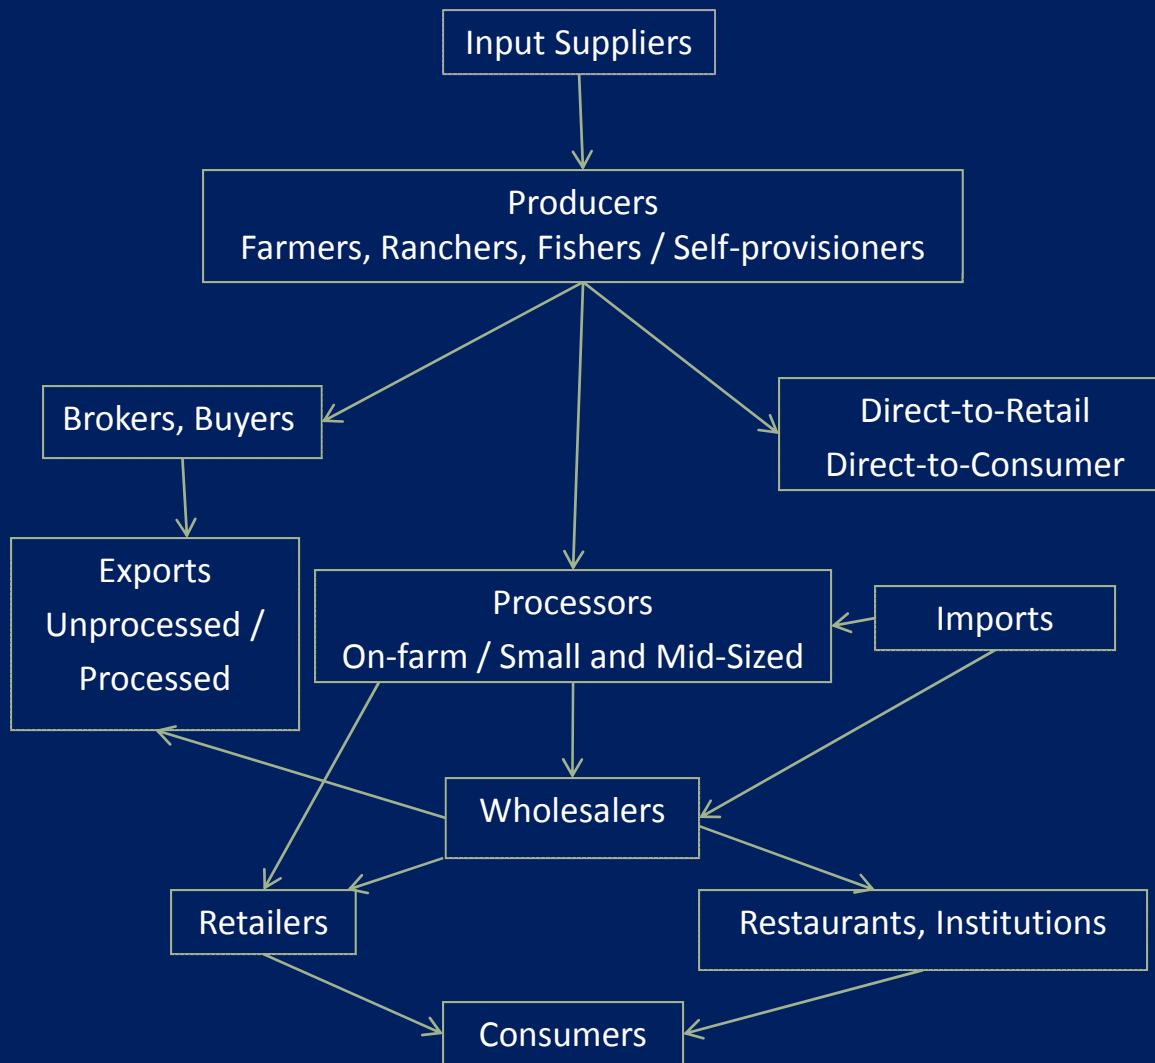 Input Suppliers
Producers
Farmers, Ranchers, Fishers / Self-provisioners
Brokers, Buyers
Direct-to-Retail
Direct-to-Consumer
Exports
Unprocessed /
Processed
Processors
On-farm / Small and Mid-Sized
Imports
Wholesalers
Retailers
Restaurants, Institutions
Consumers